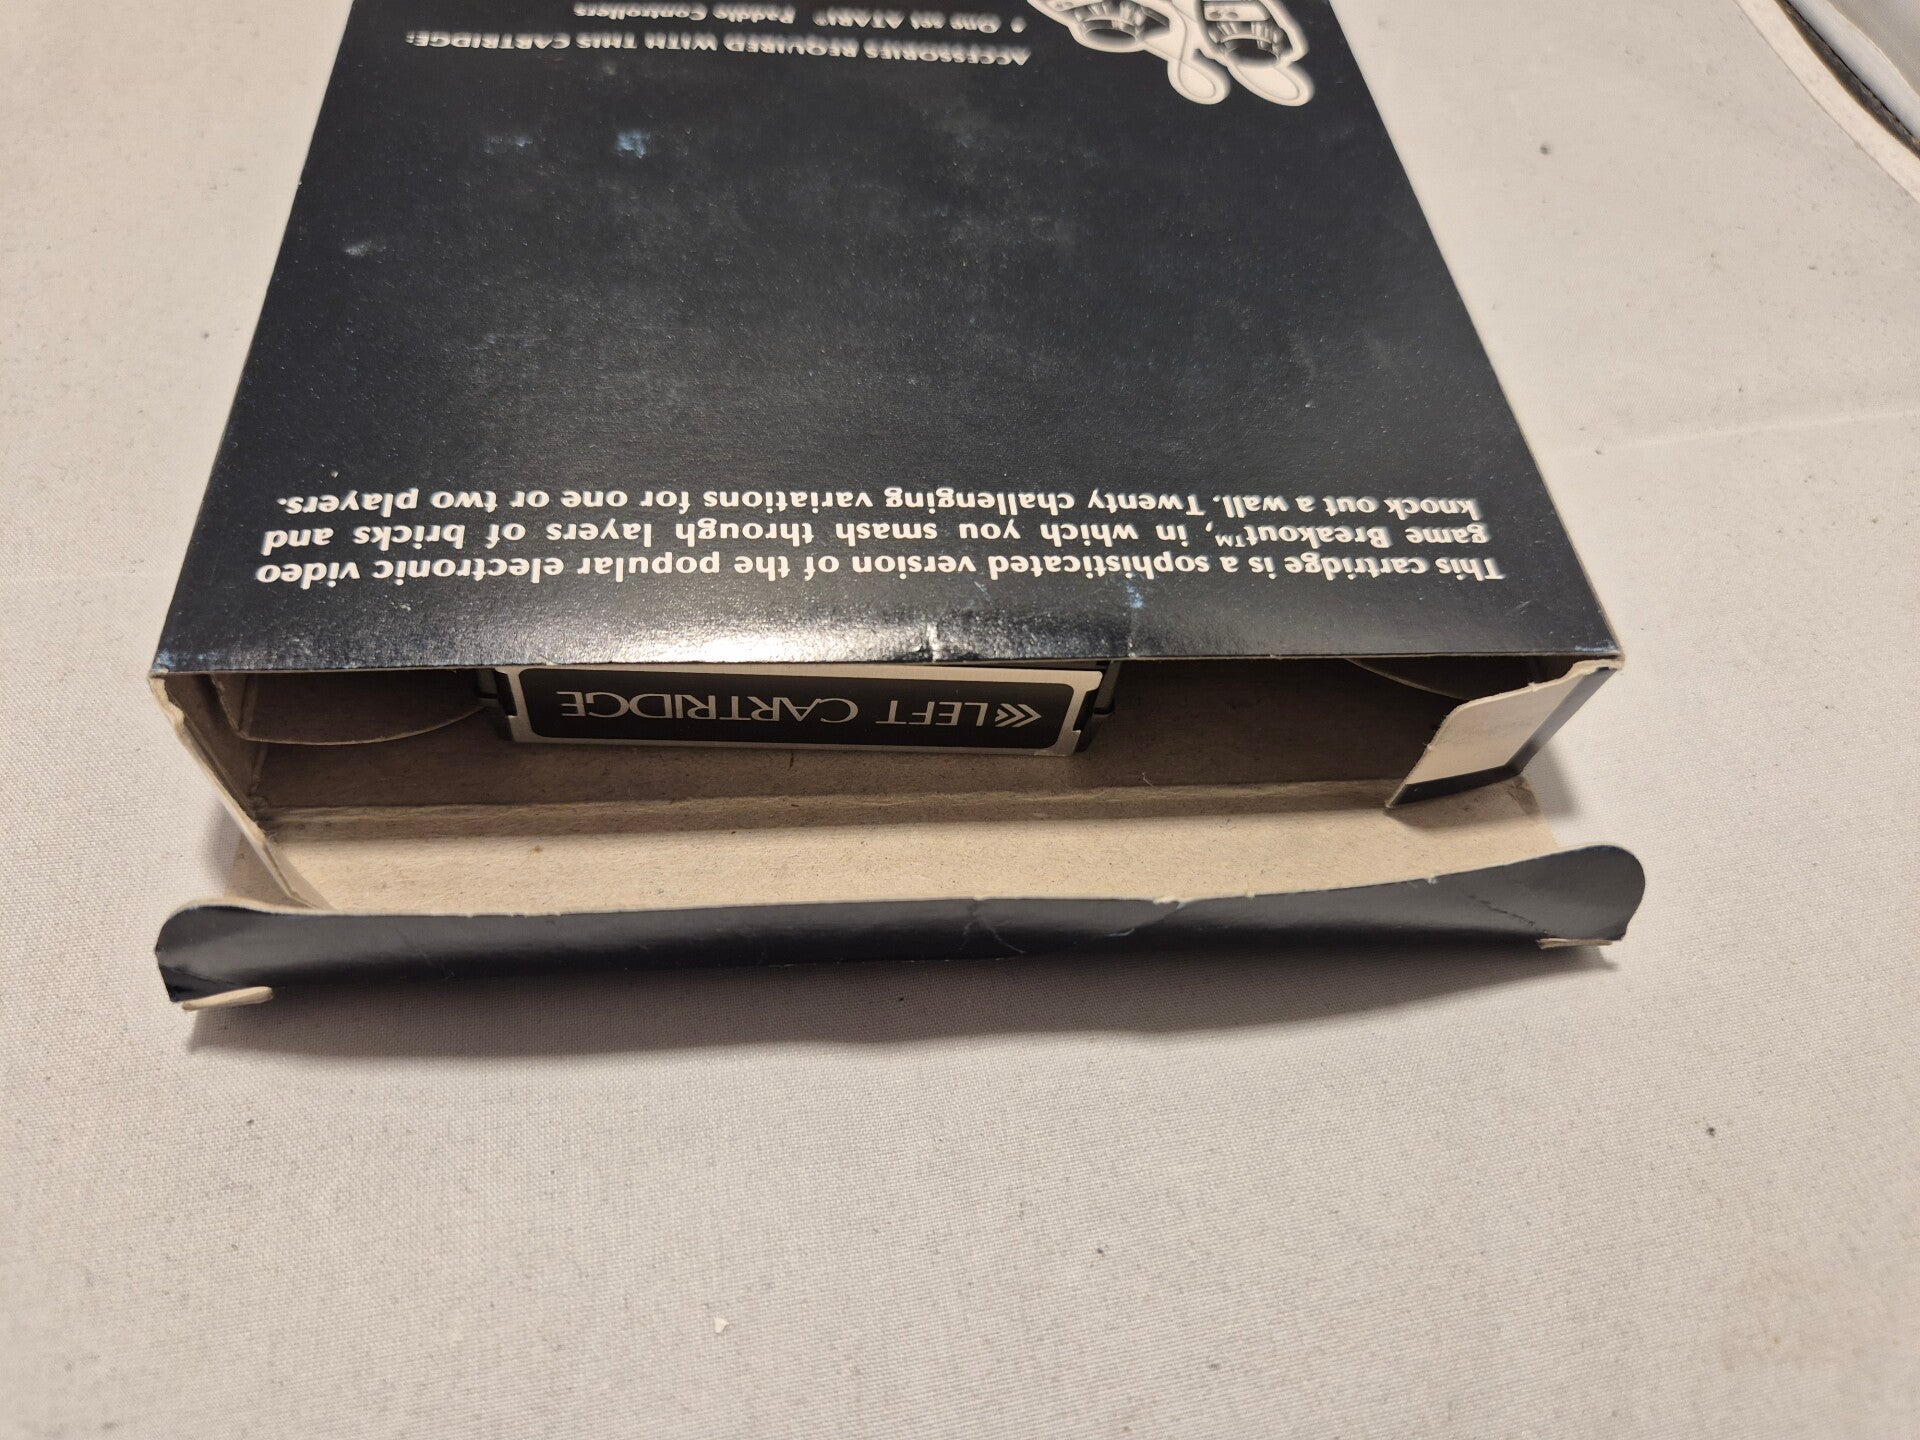 This cartridge is a sophisticated version of the popular electronic video
game Breakout™, in which you smash through layers of bricks and
knock out a wall. Twenty challenging variations for one or two players.
ACCESSORIES REQUIRED WITH THIS CARTRIDGE:
• One set ATARI® Paddle Controllers
LEFT CARTRIDGE